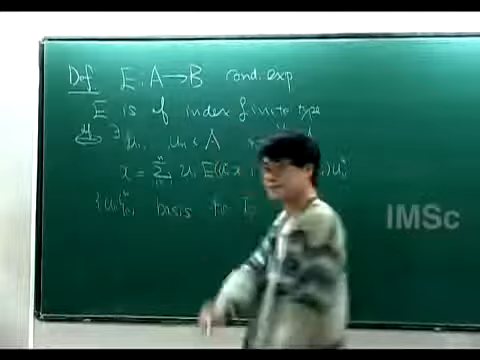 Def E: A → B cond. exp
E is of index finite type
∃ u₁ uₙ ∈ A
x = Σ uᵢ E(uᵢ* x )uᵢ*
basis for E
IMSc